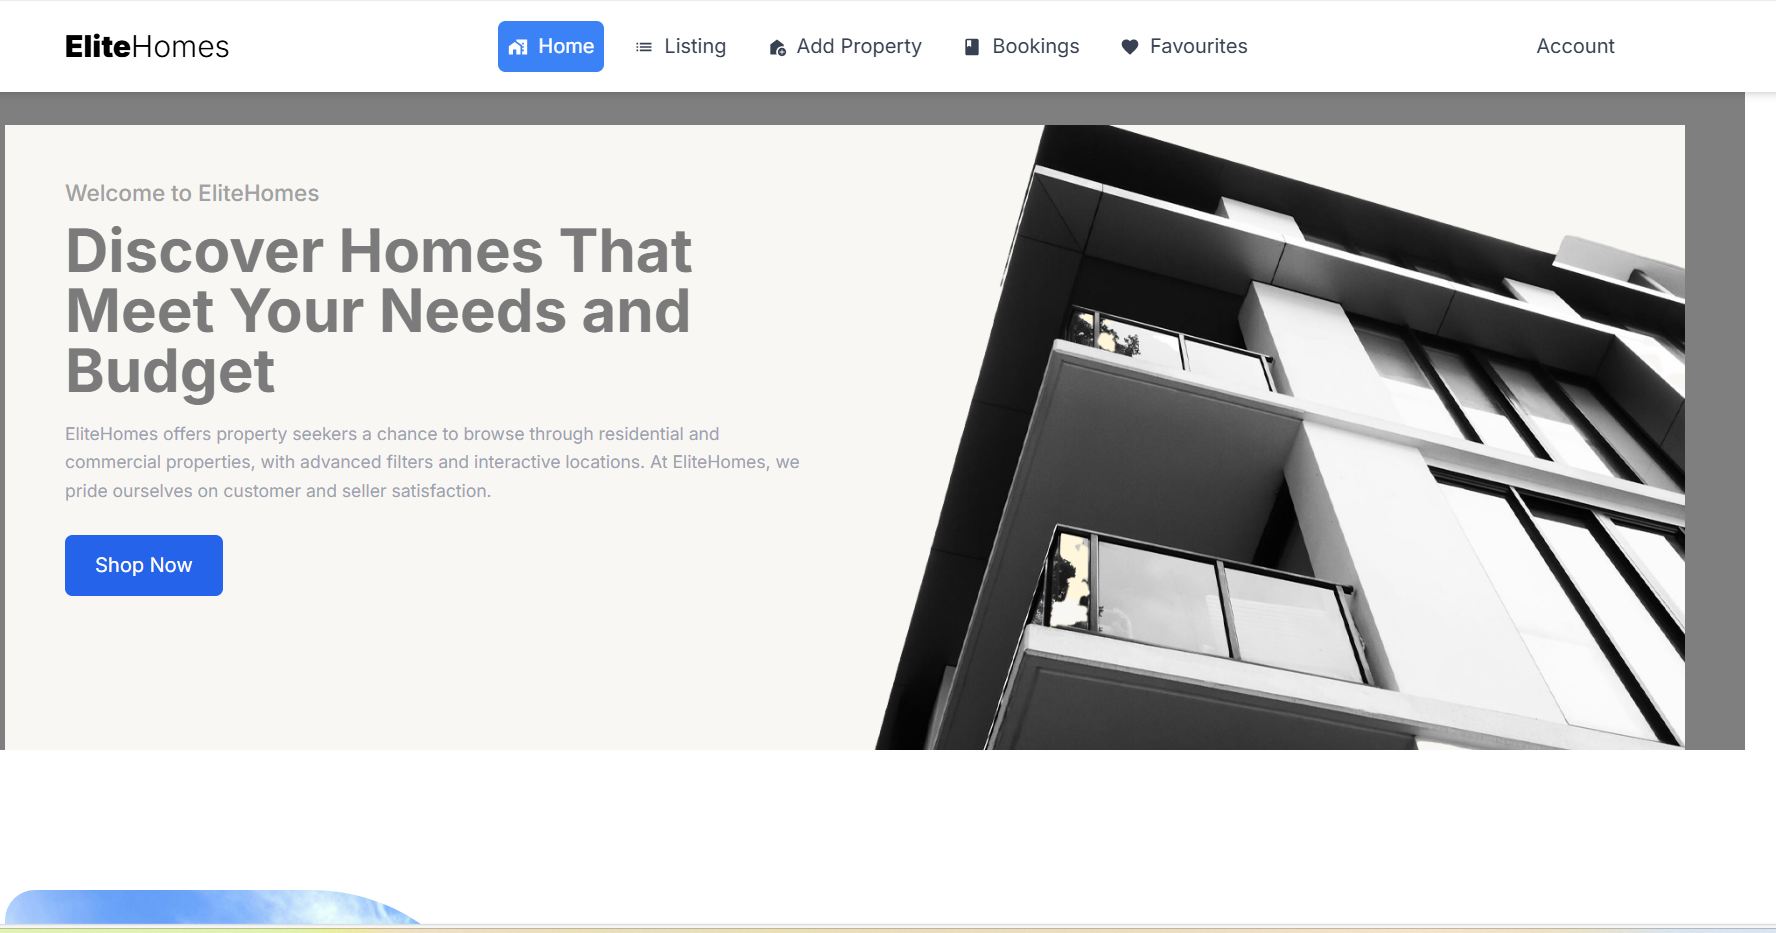 EliteHomes
Home
Listing
Add Property
Bookings
Favourites
Account
Welcome to EliteHomes
Discover Homes That
Meet Your Needs and
Budget
EliteHomes offers property seekers a chance to browse through residential and
commercial properties, with advanced filters and interactive locations. At EliteHomes, we
pride ourselves on customer and seller satisfaction.
Shop Now